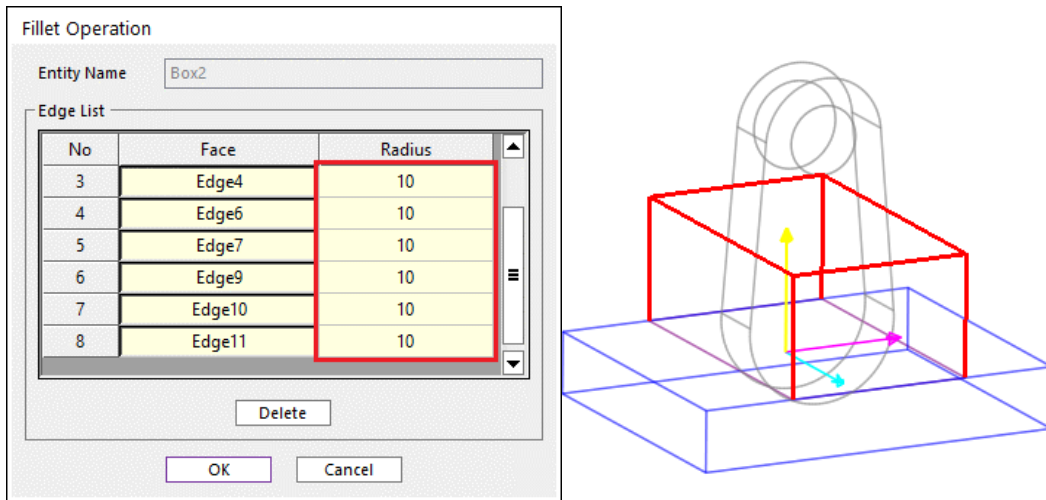 Fillet Operation
Entity Name Box2
Edge List
No Face Radius
3 Edge4 10
4 Edge6 10
5 Edge7 10
6 Edge9 10
7 Edge10 10
8 Edge11 10
Delete
OK Cancel